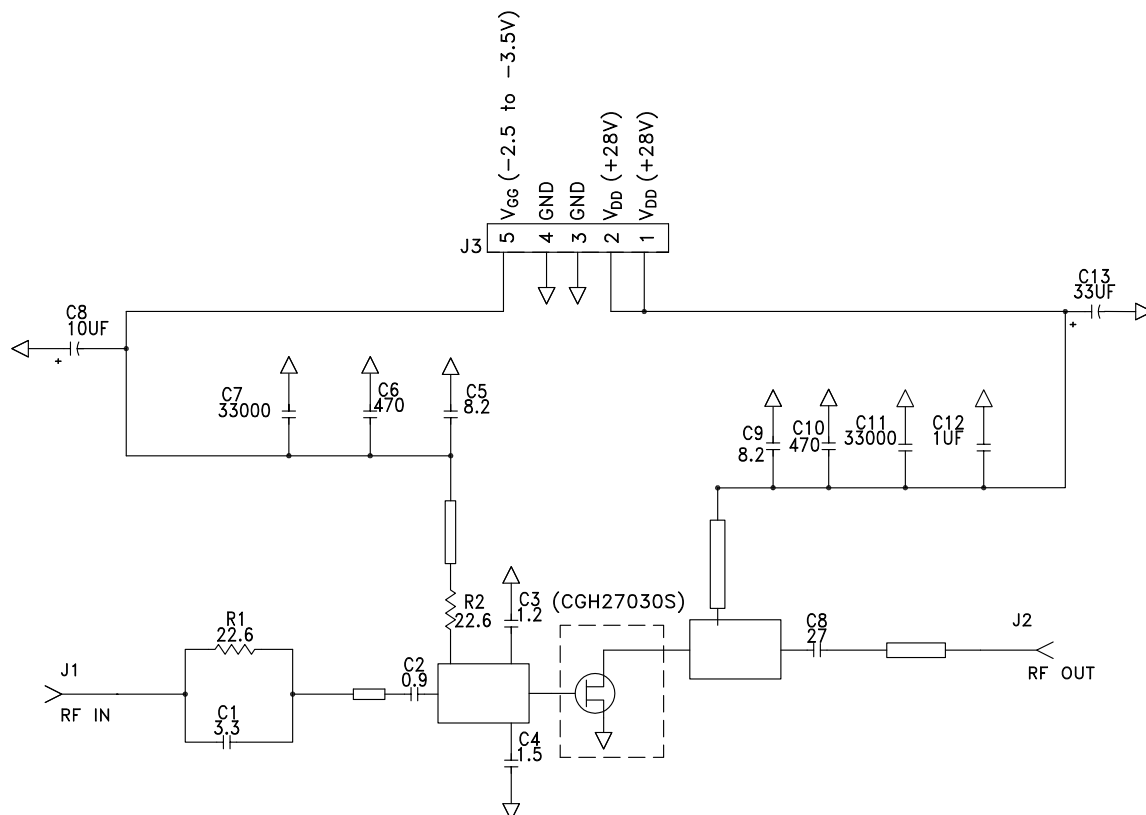 VGG (-2.5 to -3.5V)
GND
GND
VDD (+28V)
VDD (+28V)
J3
5
4
3
2
1
C8
10UF
+
C13
33UF
+
C7
33000
C6
470
C5
8.2
C9
8.2
C10
470
C11
33000
C12
1UF
R2
22.6
C3
1.2
(CGH27030S)
R1
22.6
C8
27
J2
RF OUT
J1
RF IN
C2
0.9
C1
3.3
C4
1.5